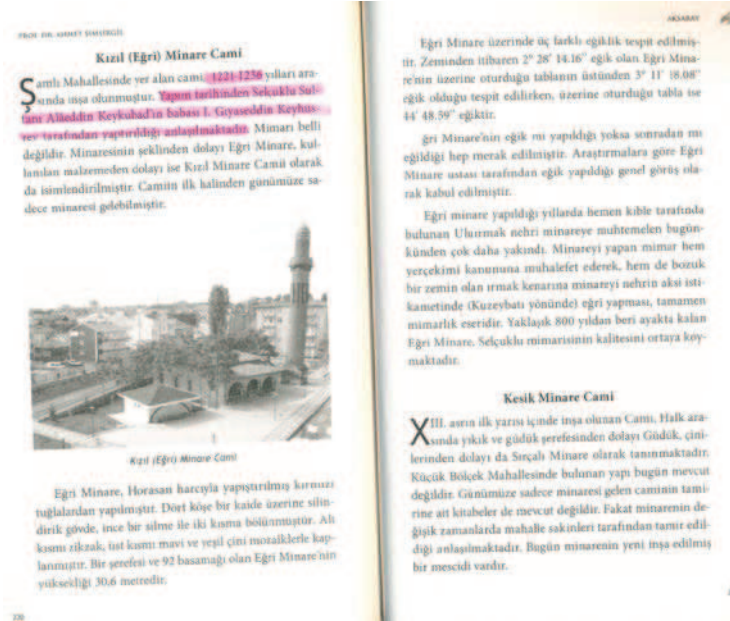 PROF. DR. AHMET ŞİMŞİRGİL
Kızıl (Eğri) Minare Cami
Şamlı Mahallesinde yer alan cami, 1221-1236 yılları ara-
sında inşa olunmuştur. Yapım tarihinden Selçuklu Sul-
tanı Alâeddin Keykubad'ın babası I. Gıyaseddin Keyhus-
rev tarafından yaptırıldığı anlaşılmaktadır. Mimarı belli
değildir. Minaresinin şeklinden dolayı Eğri Minare, kul-
lanılan malzemeden dolayı ise Kızıl Minare Camii olarak
da isimlendirilmiştir. Camiin ilk halinden günümüze sa-
dece minaresi gelebilmiştir.
Kızıl (Eğri) Minare Cami
Eğri Minare, Horasan harcıyla yapıştırılmış kırmızı
tuğlalardan yapılmıştır. Dört köşe bir kaide üzerine silin-
dirik gövde, ince bir silme ile iki kısma bölünmüştür. Alt
kısmı zikzak, üst kısmı mavi ve yeşil çini moraiklerle kap-
lanmıştır. Bir şerefesi ve 92 basamağı olan Eğri Minare'nin
yüksekliği 30,6 metredir.
220
AKSARAY
Eğri Minare üzerinde üç farklı eğiklik tespit edilmiş-
tir. Zeminden itibaren 2° 28' 14.16" eğik olan Eğri Mina-
re'nin üzerine oturduğu tablanın üstünden 3° 11' 18.08"
eğik olduğu tespit edilirken, üzerine oturduğu tabla ise
44' 48.59" eğiktir.
ğri Minare'nin eğik mi yapıldığı yoksa sonradan mı
eğildiği hep merak edilmiştir. Araştırmalara göre Eğri
Minare ustası tarafından eğik yapıldığı genel görüş ola-
rak kabul edilmiştir.
Eğri minare yapıldığı yıllarda hemen kıble tarafında
bulunan Uluırmak nehri minareye muhtemelen bugün-
künden çok daha yakındı. Minareyi yapan mimar hem
yerçekimi kanununa muhalefet ederek, hem de bozuk
bir zemin olan ırmak kenarına minareyi nehrin aksi isti-
kametinde (Kuzeybatı yönünde) eğri yapması, tamamen
mimarlık eseridir. Yaklaşık 800 yıldan beri ayakta kalan
Eğri Minare, Selçuklu mimarisinin kalitesini ortaya koy-
maktadır.
Kesik Minare Cami
XIII. asrın ilk yarısı içinde inşa olunan Cami, Halk ara-
sında yıkık ve güdük şerefesinden dolayı Güdük, çini-
lerinden dolayı da Sırçalı Minare olarak tanınmaktadır.
Küçük Bölçek Mahallesinde bulunan yapı bugün mevcut
değildir. Günümüze sadece minaresi gelen caminin tami-
rine ait kitabeler de mevcut değildir. Fakat minarenin de-
ğişik zamanlarda mahalle sakinleri tarafından tamir edil-
diği anlaşılmaktadır. Bugün minarenin yeni inşa edilmiş
bir mescidi vardır.